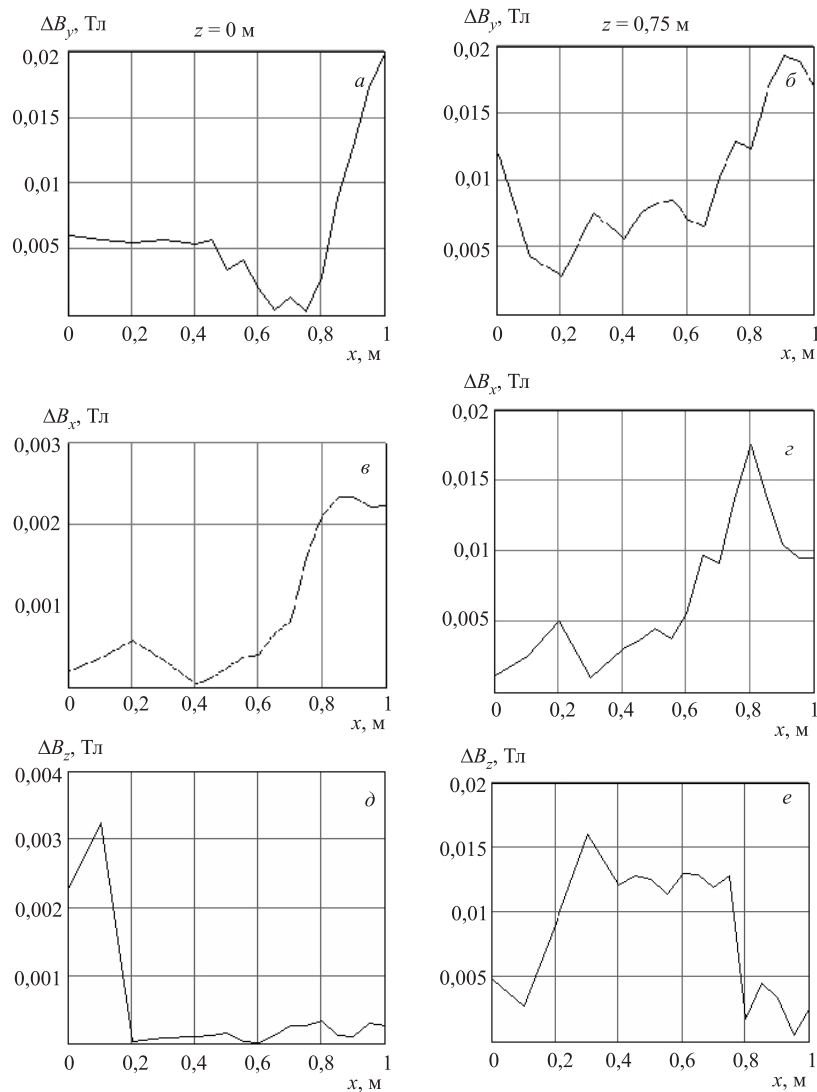 ΔB_y, Тл
z = 0 м
0,02
0,015
0,01
0,005
а
0 0,2 0,4 0,6 0,8 1
x, м
ΔB_y, Тл
z = 0,75 м
0,02
0,015
0,01
0,005
б
0 0,2 0,4 0,6 0,8 1
x, м
ΔB_x, Тл
0,003
0,002
0,001
в
0 0,2 0,4 0,6 0,8 1
x, м
ΔB_x, Тл
0,02
0,015
0,01
0,005
г
0 0,2 0,4 0,6 0,8 1
x, м
ΔB_z, Тл
0,004
0,003
0,002
0,001
д
0 0,2 0,4 0,6 0,8 1
x, м
ΔB_z, Тл
0,02
0,015
0,01
0,005
е
0 0,2 0,4 0,6 0,8 1
x, м